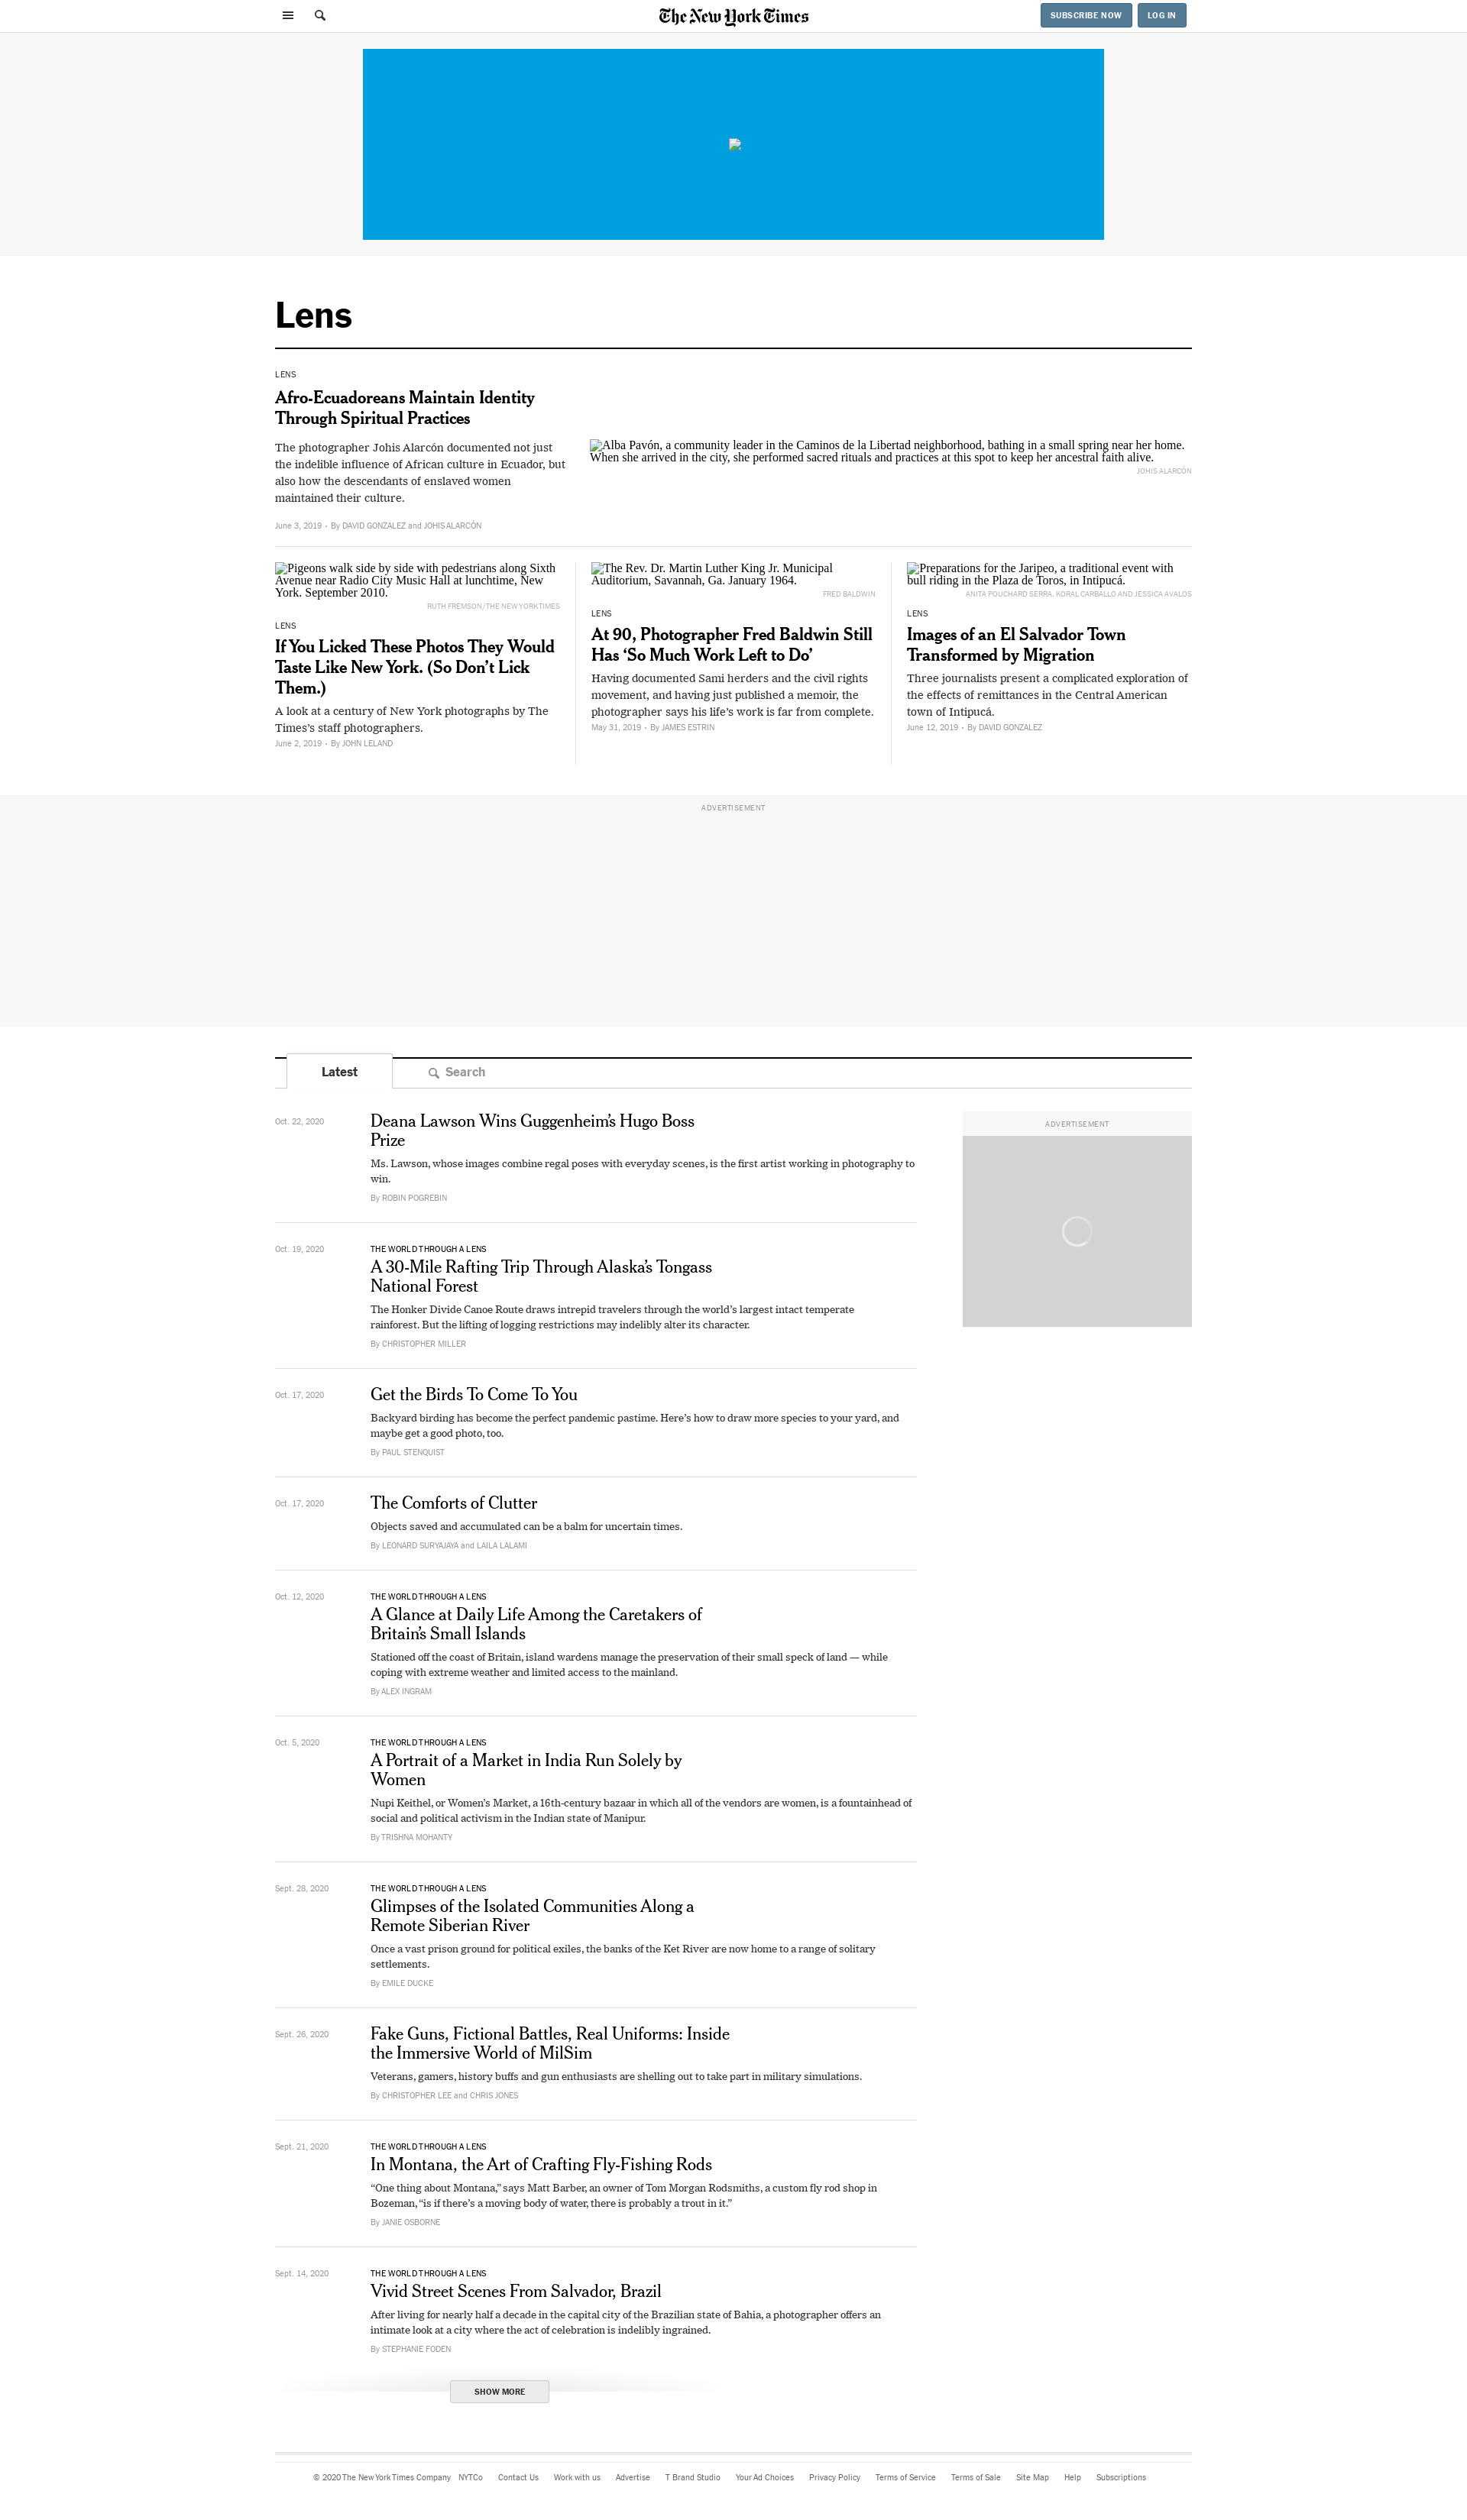 The New York Times
SUBSCRIBE NOW
LOG IN
Lens
LENS
Afro-Ecuadoreans Maintain Identity
Through Spiritual Practices
The photographer Johis Alarcón documented not just
the indelible influence of African culture in Ecuador, but
also how the descendants of enslaved women
maintained their culture.
June 3, 2019 • By DAVID GONZALEZ and JOHIS ALARCÓN
Alba Pavón, a community leader in the Caminos de la Libertad neighborhood, bathing in a small spring near her home.
When she arrived in the city, she performed sacred rituals and practices at this spot to keep her ancestral faith alive.
JOHIS ALARCÓN
Pigeons walk side by side with pedestrians along Sixth
Avenue near Radio City Music Hall at lunchtime, New
York. September 2010.
RUTH FREMSON/THE NEW YORK TIMES
LENS
If You Licked These Photos They Would
Taste Like New York. (So Don’t Lick
Them.)
A look at a century of New York photographs by The
Times’s staff photographers.
June 2, 2019 • By JOHN LELAND
The Rev. Dr. Martin Luther King Jr. Municipal
Auditorium, Savannah, Ga. January 1964.
FRED BALDWIN
LENS
At 90, Photographer Fred Baldwin Still
Has ‘So Much Work Left to Do’
Having documented Sami herders and the civil rights
movement, and having just published a memoir, the
photographer says his life’s work is far from complete.
May 31, 2019 • By JAMES ESTRIN
Preparations for the Jaripeo, a traditional event with
bull riding in the Plaza de Toros, in Intipucá.
ANITA POUCHARD SERRA, KORAL CARBALLO AND JESSICA AVALOS
LENS
Images of an El Salvador Town
Transformed by Migration
Three journalists present a complicated exploration of
the effects of remittances in the Central American
town of Intipucá.
June 12, 2019 • By DAVID GONZALEZ
ADVERTISEMENT
Latest
Search
ADVERTISEMENT
Oct. 22, 2020
Deana Lawson Wins Guggenheim’s Hugo Boss
Prize
Ms. Lawson, whose images combine regal poses with everyday scenes, is the first artist working in photography to
win.
By ROBIN POGREBIN
Oct. 19, 2020
THE WORLD THROUGH A LENS
A 30-Mile Rafting Trip Through Alaska’s Tongass
National Forest
The Honker Divide Canoe Route draws intrepid travelers through the world’s largest intact temperate
rainforest. But the lifting of logging restrictions may indelibly alter its character.
By CHRISTOPHER MILLER
Oct. 17, 2020
Get the Birds To Come To You
Backyard birding has become the perfect pandemic pastime. Here’s how to draw more species to your yard, and
maybe get a good photo, too.
By PAUL STENQUIST
Oct. 17, 2020
The Comforts of Clutter
Objects saved and accumulated can be a balm for uncertain times.
By LEONARD SURYAJAYA and LAILA LALAMI
Oct. 12, 2020
THE WORLD THROUGH A LENS
A Glance at Daily Life Among the Caretakers of
Britain’s Small Islands
Stationed off the coast of Britain, island wardens manage the preservation of their small speck of land — while
coping with extreme weather and limited access to the mainland.
By ALEX INGRAM
Oct. 5, 2020
THE WORLD THROUGH A LENS
A Portrait of a Market in India Run Solely by
Women
Nupi Keithel, or Women’s Market, a 16th-century bazaar in which all of the vendors are women, is a fountainhead of
social and political activism in the Indian state of Manipur.
By TRISHNA MOHANTY
Sept. 28, 2020
THE WORLD THROUGH A LENS
Glimpses of the Isolated Communities Along a
Remote Siberian River
Once a vast prison ground for political exiles, the banks of the Ket River are now home to a range of solitary
settlements.
By EMILE DUCKE
Sept. 26, 2020
Fake Guns, Fictional Battles, Real Uniforms: Inside
the Immersive World of MilSim
Veterans, gamers, history buffs and gun enthusiasts are shelling out to take part in military simulations.
By CHRISTOPHER LEE and CHRIS JONES
Sept. 21, 2020
THE WORLD THROUGH A LENS
In Montana, the Art of Crafting Fly-Fishing Rods
“One thing about Montana,” says Matt Barber, an owner of Tom Morgan Rodsmiths, a custom fly rod shop in
Bozeman, “is if there’s a moving body of water, there is probably a trout in it.”
By JANIE OSBORNE
Sept. 14, 2020
THE WORLD THROUGH A LENS
Vivid Street Scenes From Salvador, Brazil
After living for nearly half a decade in the capital city of the Brazilian state of Bahia, a photographer offers an
intimate look at a city where the act of celebration is indelibly ingrained.
By STEPHANIE FODEN
SHOW MORE
© 2020 The New York Times Company NYTCo Contact Us Work with us Advertise T Brand Studio Your Ad Choices Privacy Policy Terms of Service Terms of Sale Site Map Help Subscriptions